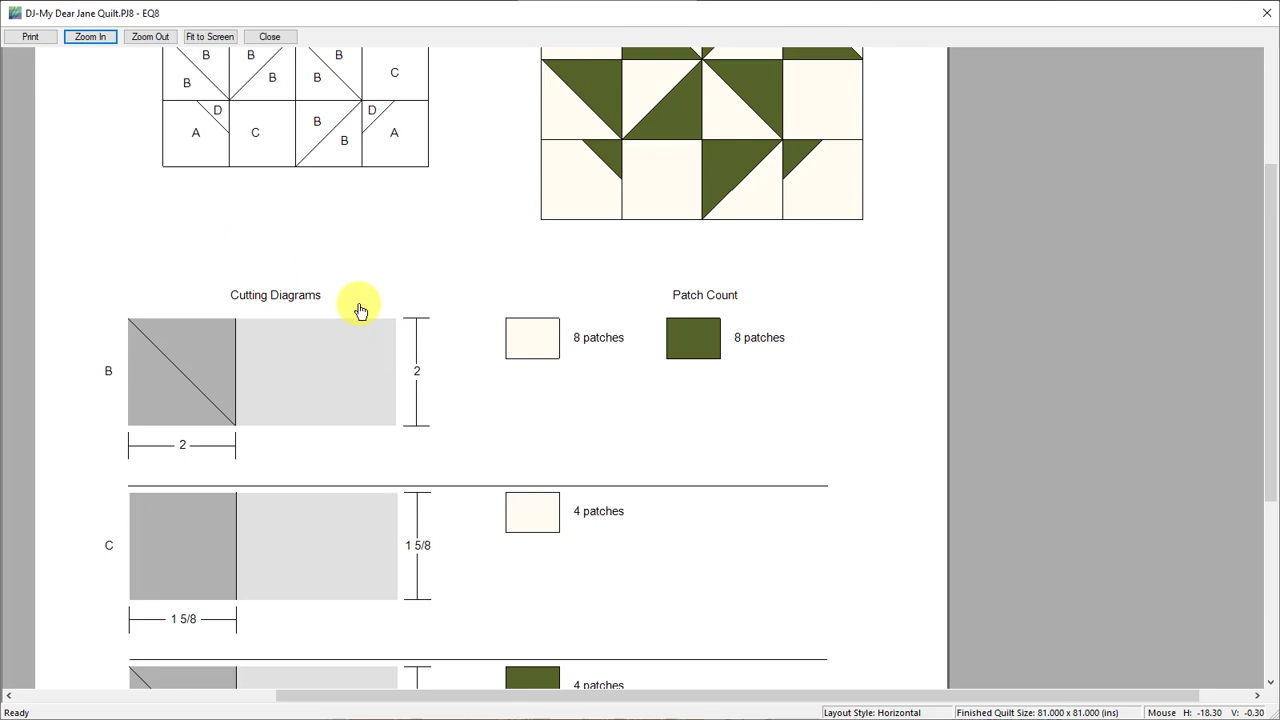 DJ-My Dear Jane Quilt.PJ8 - EQ8
Print Zoom In Zoom Out Fit to Screen Close
B B B
B B B C
D D
A C B B A
Cutting Diagrams Patch Count
8 patches 8 patches
B 2
2
4 patches
C 1 5/8
1 5/8
4 patches
Ready Layout Style: Horizontal Finished Quilt Size: 81.000 x 81.000 (ins) Mouse H: -18.30 V: -0.30